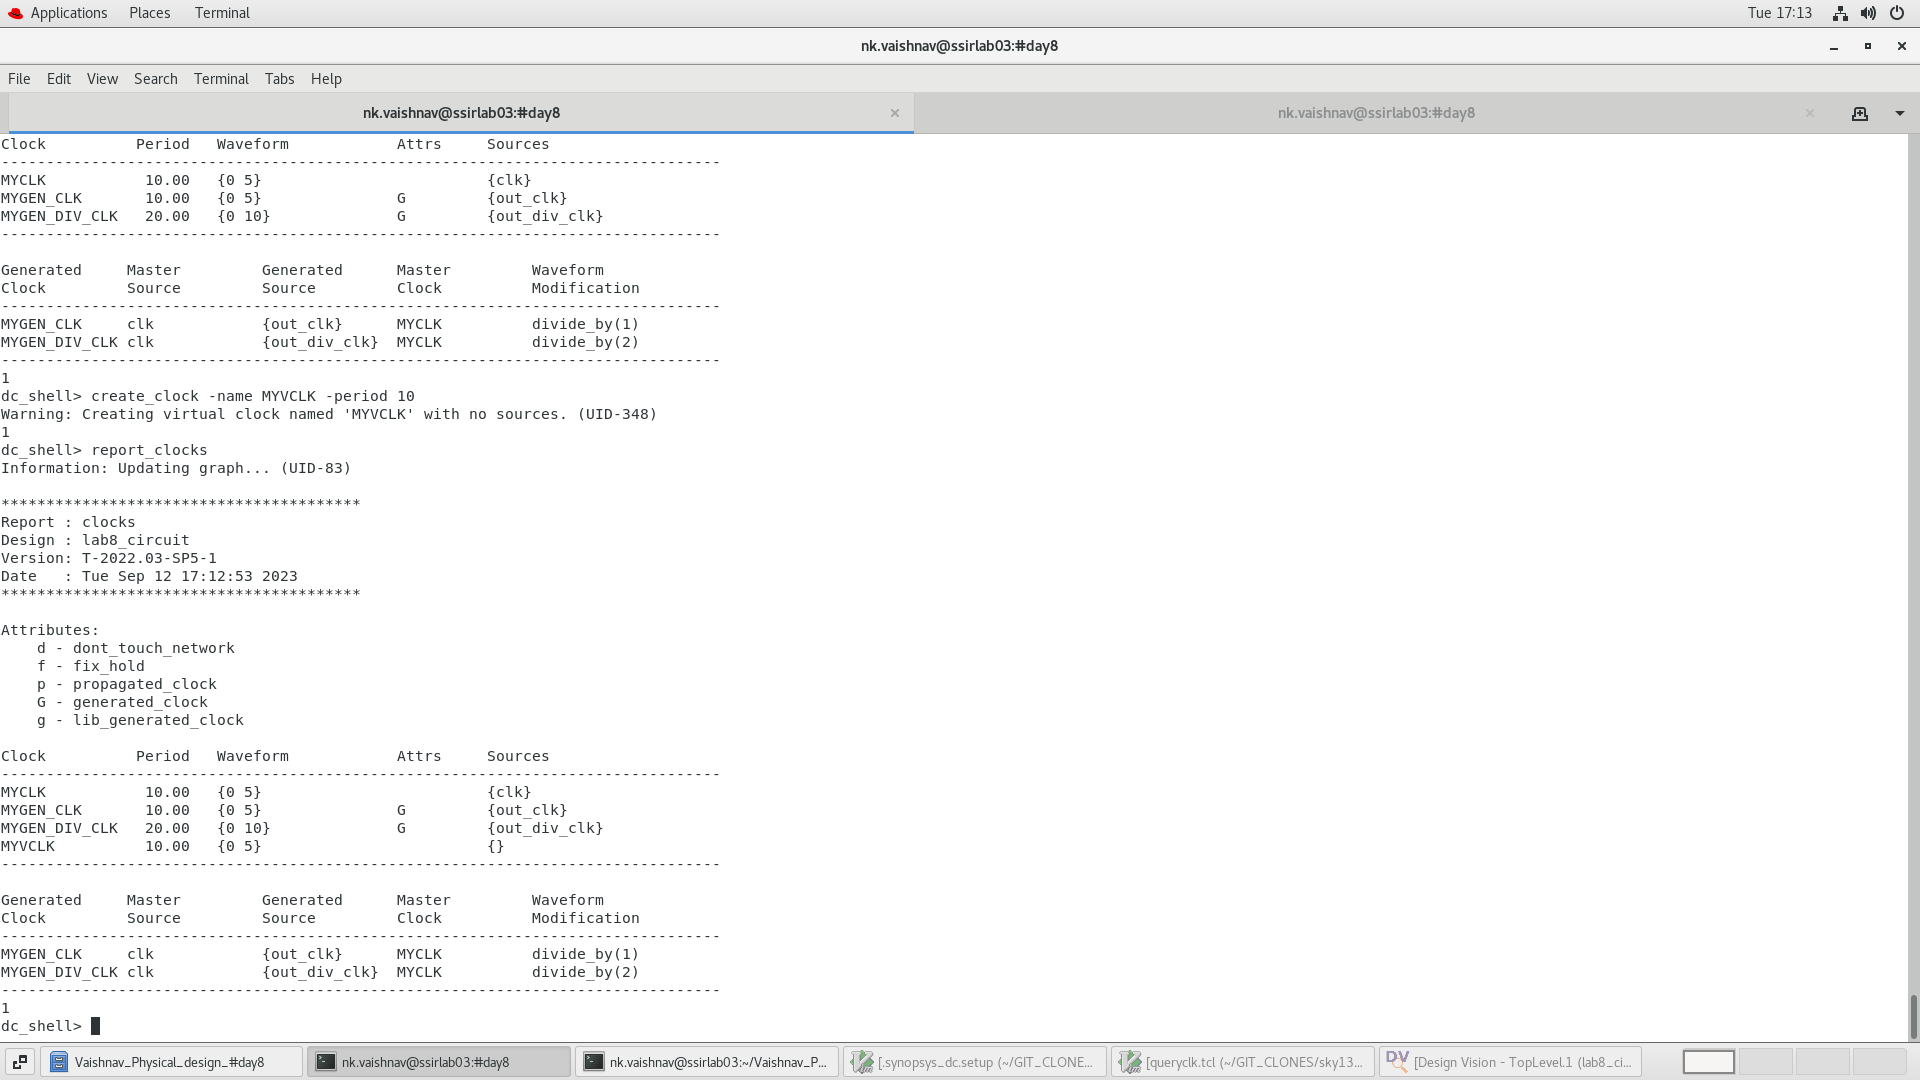 Applications Places Terminal Tue 17:13
nk.vaishnav@ssirlab03:#day8
File Edit View Search Terminal Tabs Help
nk.vaishnav@ssirlab03:#day8 × nk.vaishnav@ssirlab03:#day8 ×
Clock          Period   Waveform            Attrs     Sources
--------------------------------------------------------------------------------
MYCLK           10.00   {0 5}                         {clk}
MYGEN_CLK       10.00   {0 5}               G         {out_clk}
MYGEN_DIV_CLK   20.00   {0 10}              G         {out_div_clk}
--------------------------------------------------------------------------------
Generated     Master         Generated      Master         Waveform
Clock         Source         Source         Clock          Modification
--------------------------------------------------------------------------------
MYGEN_CLK     clk            {out_clk}      MYCLK          divide_by(1)
MYGEN_DIV_CLK clk            {out_div_clk}  MYCLK          divide_by(2)
--------------------------------------------------------------------------------
1
dc_shell> create_clock -name MYVCLK -period 10
Warning: Creating virtual clock named 'MYVCLK' with no sources. (UID-348)
1
dc_shell> report_clocks
Information: Updating graph... (UID-83)
****************************************
Report : clocks
Design : lab8_circuit
Version: T-2022.03-SP5-1
Date   : Tue Sep 12 17:12:53 2023
****************************************
Attributes:
    d - dont_touch_network
    f - fix_hold
    p - propagated_clock
    G - generated_clock
    g - lib_generated_clock
Clock          Period   Waveform            Attrs     Sources
--------------------------------------------------------------------------------
MYCLK           10.00   {0 5}                         {clk}
MYGEN_CLK       10.00   {0 5}               G         {out_clk}
MYGEN_DIV_CLK   20.00   {0 10}              G         {out_div_clk}
MYVCLK          10.00   {0 5}                         {}
--------------------------------------------------------------------------------
Generated     Master         Generated      Master         Waveform
Clock         Source         Source         Clock          Modification
--------------------------------------------------------------------------------
MYGEN_CLK     clk            {out_clk}      MYCLK          divide_by(1)
MYGEN_DIV_CLK clk            {out_div_clk}  MYCLK          divide_by(2)
--------------------------------------------------------------------------------
1
dc_shell>
Vaishnav_Physical_design_#day8 nk.vaishnav@ssirlab03:#day8 nk.vaishnav@ssirlab03:~/Vaishnav_P... [.synopsys_dc.setup (~/GIT_CLONE... [queryclk.tcl (~/GIT_CLONES/sky13... DV [Design Vision - TopLevel.1 (lab8_ci...